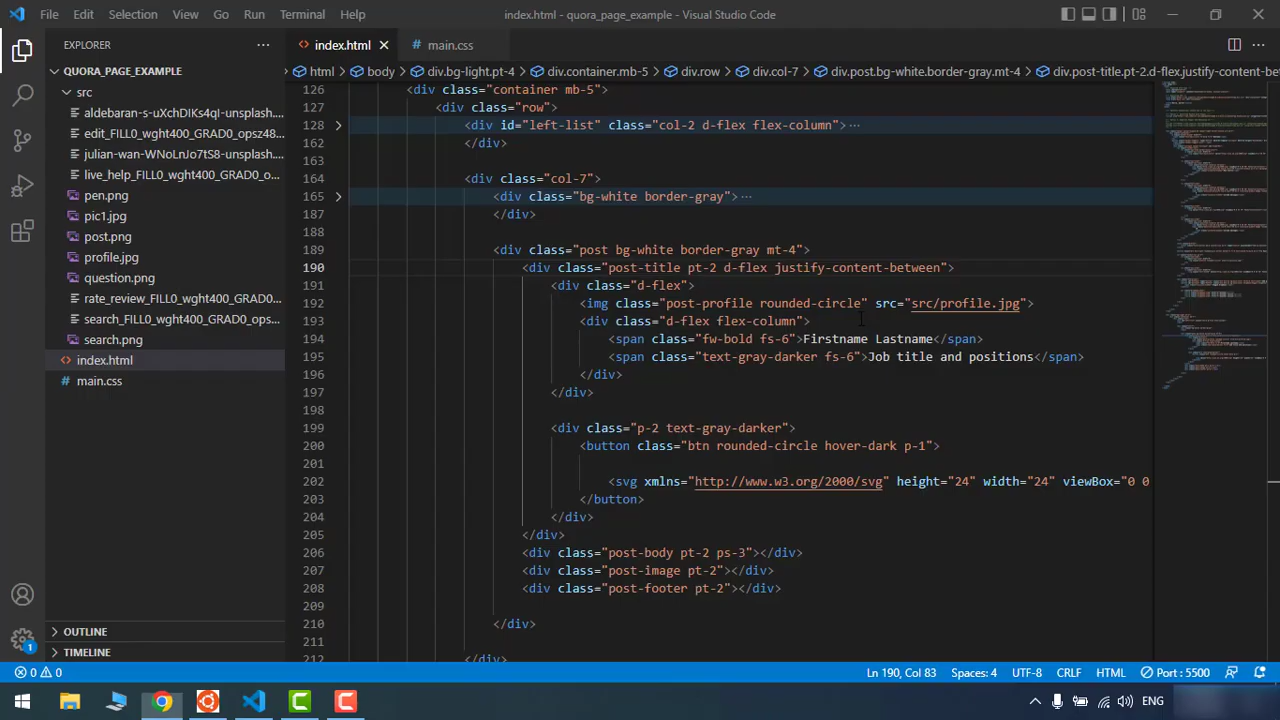 File Edit Selection View Go Run Terminal Help
index.html - quora_page_example - Visual Studio Code
EXPLORER
index.html
main.css
QUORA_PAGE_EXAMPLE
html > body > div.bg-light.pt-4 > div.container.mb-5 > div.row > div.col-7 > div.post.bg-white.border-gray.mt-4 > div.post-title.pt-2.d-flex.justify-content-be
src
aldebaran-s-uXchDIKs4qI-unsplash...
edit_FILL0_wght400_GRAD0_opsz48...
julian-wan-WNoLnJo7tS8-unsplash...
live_help_FILL0_wght400_GRAD0_o...
pen.png
pic1.jpg
post.png
profile.jpg
question.png
rate_review_FILL0_wght400_GRAD0...
search_FILL0_wght400_GRAD0_ops...
search.png
index.html
main.css
OUTLINE
TIMELINE
126 <div class="container mb-5">
127 <div class="row">
128 <div id="left-list" class="col-2 d-flex flex-column">…
162 </div>
163
164 <div class="col-7">
165 <div class="bg-white border-gray">…
187 </div>
188
189 <div class="post bg-white border-gray mt-4">
190 <div class="post-title pt-2 d-flex justify-content-between">
191 <div class="d-flex">
192 <img class="post-profile rounded-circle" src="src/profile.jpg">
193 <div class="d-flex flex-column">
194 <span class="fw-bold fs-6">Firstname Lastname</span>
195 <span class="text-gray-darker fs-6">Job title and positions</span>
196 </div>
197 </div>
198
199 <div class="p-2 text-gray-darker">
200 <button class="btn rounded-circle hover-dark p-1">
201
202 <svg xmlns="http://www.w3.org/2000/svg" height="24" width="24" viewBox="0 0
203 </button>
204 </div>
205 </div>
206 <div class="post-body pt-2 ps-3"></div>
207 <div class="post-image pt-2"></div>
208 <div class="post-footer pt-2"></div>
209
210 </div>
211
212 </div>
0 0
Ln 190, Col 83 Spaces: 4 UTF-8 CRLF HTML Port : 5500
1
ENG